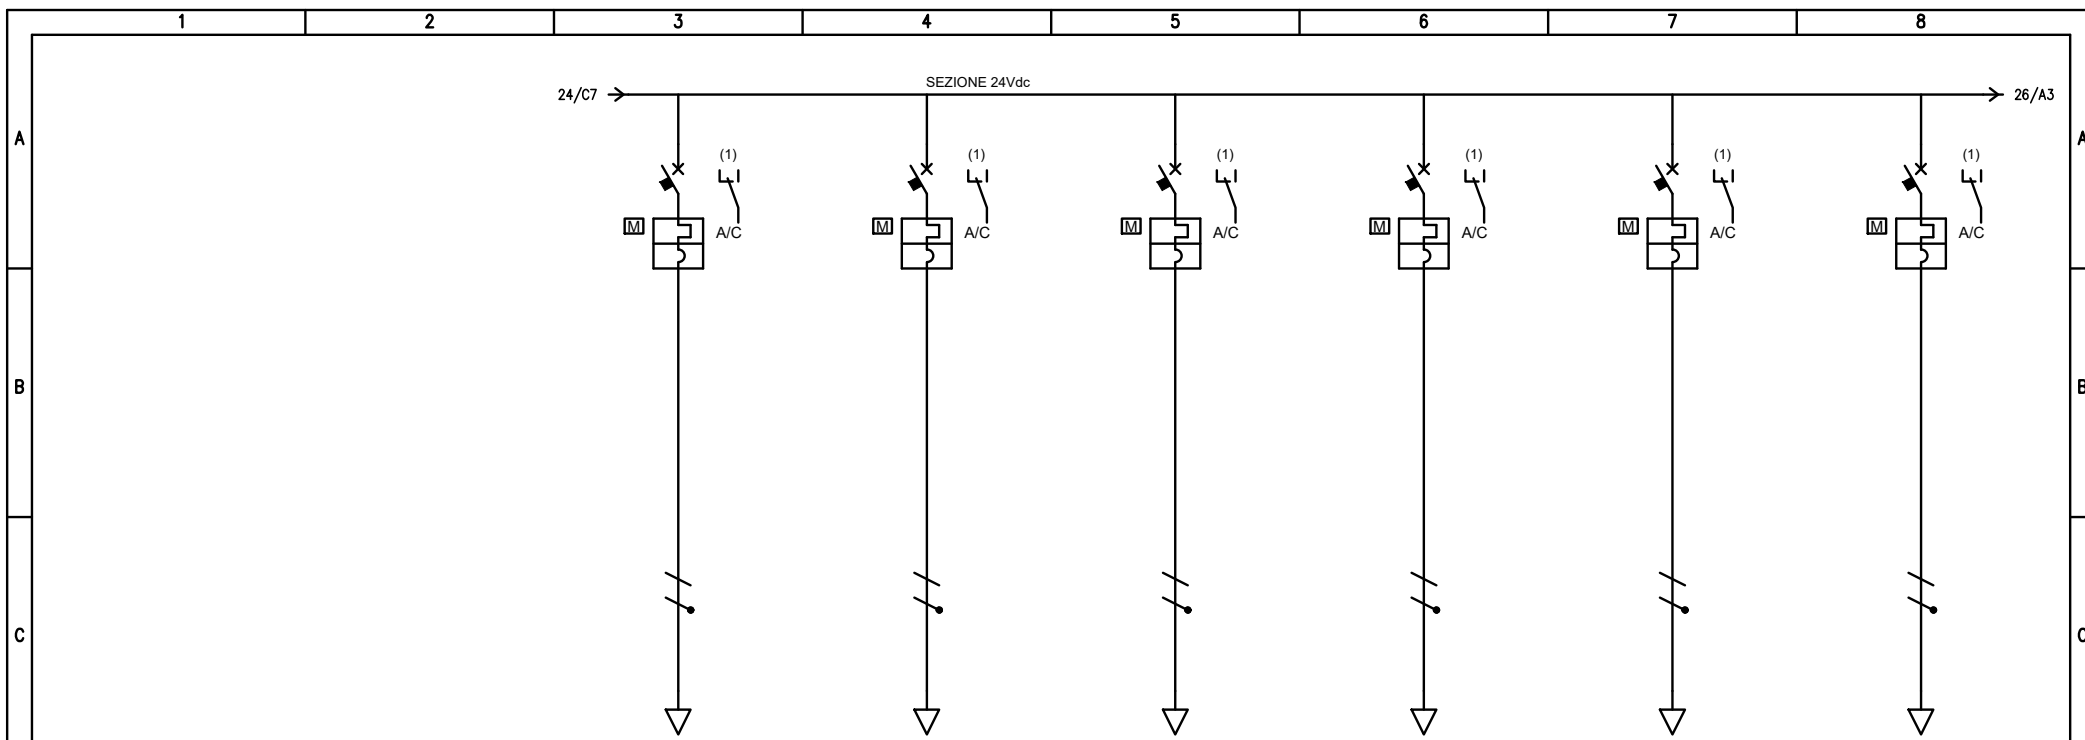 1 2 3 4 5 6 7 8
SEZIONE 24Vdc
24/C7 26/A3
A A
(1) (1) (1) (1) (1) (1)
M A/C M A/C M A/C M A/C M A/C M A/C
B B
C C